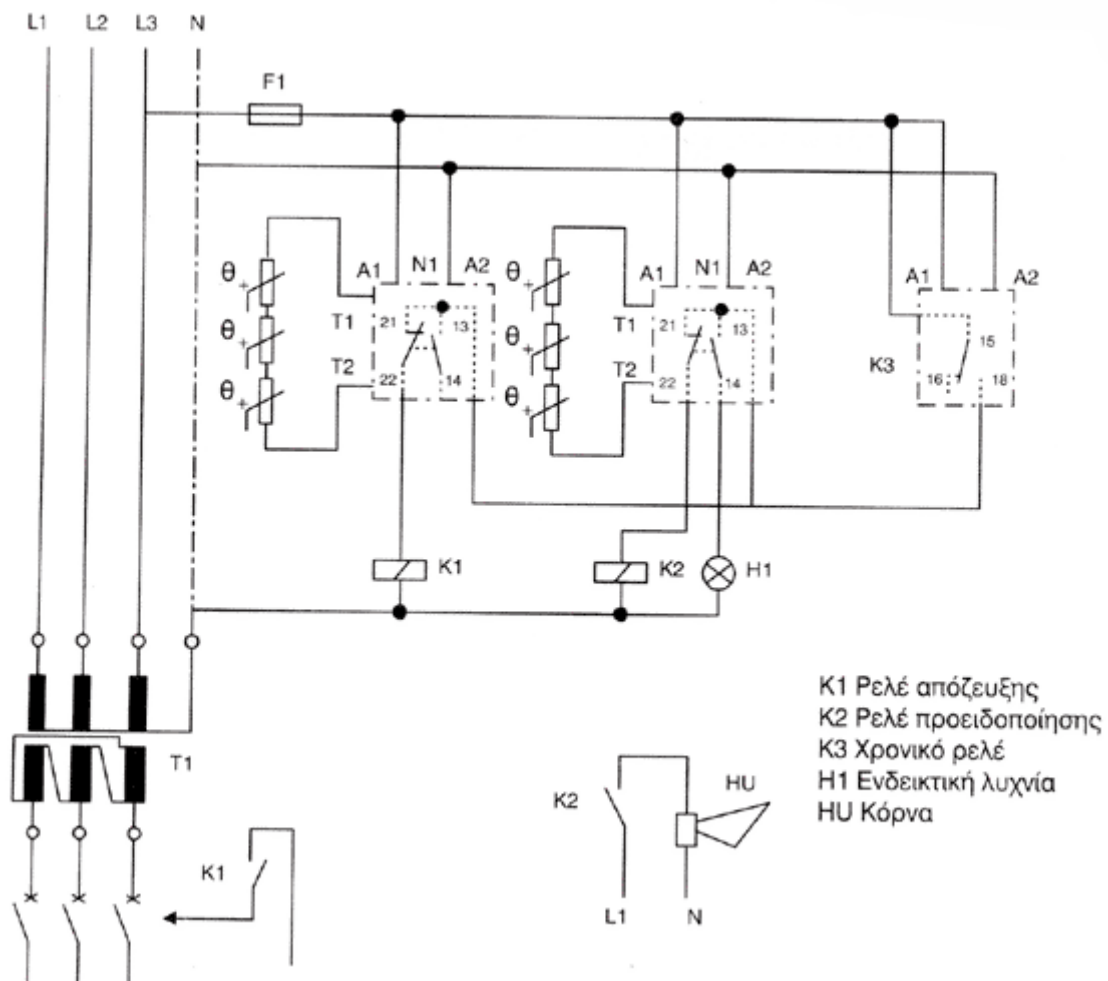 L1 L2 L3 N
F1
A1 N1 A2
A1 N1 A2
A1 A2
θ +
θ +
θ +
T1
T2
21 13
22 14
θ +
θ +
θ +
T1
T2
21 13
22 14
K3
15
16 18
K1
K2
H1
T1
K1
K2
HU
L1 N
K1 Ρελέ απόζευξης
K2 Ρελέ προειδοποίησης
K3 Χρονικό ρελέ
H1 Ενδεικτική λυχνία
HU Κόρνα